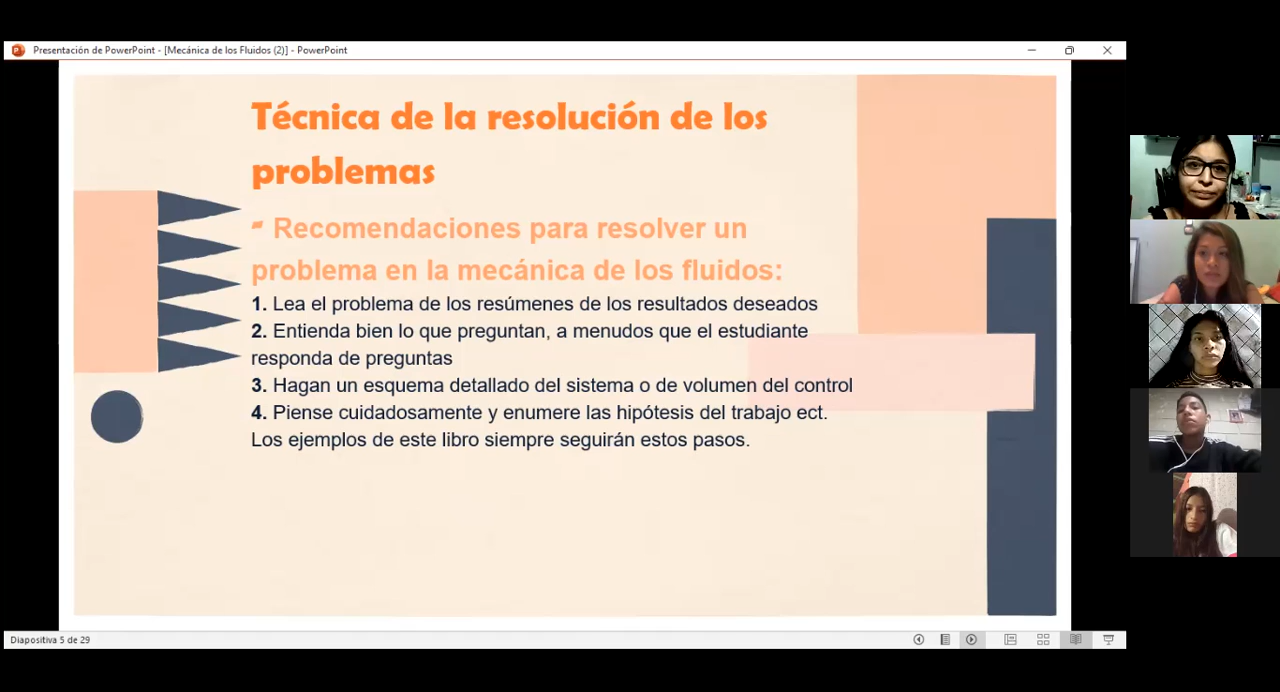 Presentación de PowerPoint - [Mecánica de los Fluidos (2)] - PowerPoint
Técnica de la resolución de los
problemas
Recomendaciones para resolver un
problema en la mecánica de los fluidos:
1. Lea el problema de los resúmenes de los resultados deseados
2. Entienda bien lo que preguntan, a menudos que el estudiante
responda de preguntas
3. Hagan un esquema detallado del sistema o de volumen del control
4. Piense cuidadosamente y enumere las hipótesis del trabajo ect.
Los ejemplos de este libro siempre seguirán estos pasos.
Diapositiva 5 de 29